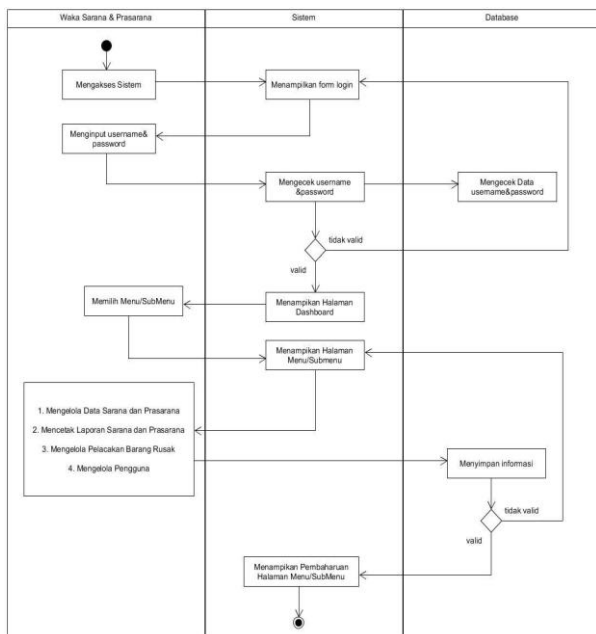 Waka Sarana & Prasarana
Sistem
Database
Mengakses Sistem
Menampilkan form login
Menginput username&
password
Mengecek username
&password
Mengecek Data
username&password
tidak valid
valid
Memilih Menu/SubMenu
Menampikan Halaman
Dashboard
Menampikan Halaman
Menu/Submenu
1. Mengelola Data Sarana dan Prasarana
2. Mencetak Laporan Sarana dan Prasarana
3. Mengelola Pelacakan Barang Rusak
4. Mengelola Pengguna
Menyimpan informasi
tidak valid
valid
Menampikan Pembaharuan
Halaman Menu/SubMenu